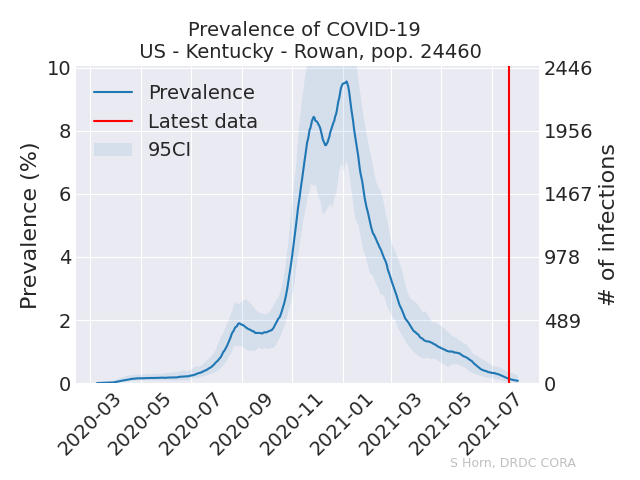 Prevalence of COVID-19
US - Kentucky - Rowan, pop. 24460
Prevalence (%)
10
8
6
4
2
0
Prevalence
Latest data
95CI
2446
1956
1467
978
489
0
# of infections
2020-03
2020-05
2020-07
2020-09
2020-11
2021-01
2021-03
2021-05
2021-07
S Horn, DRDC CORA